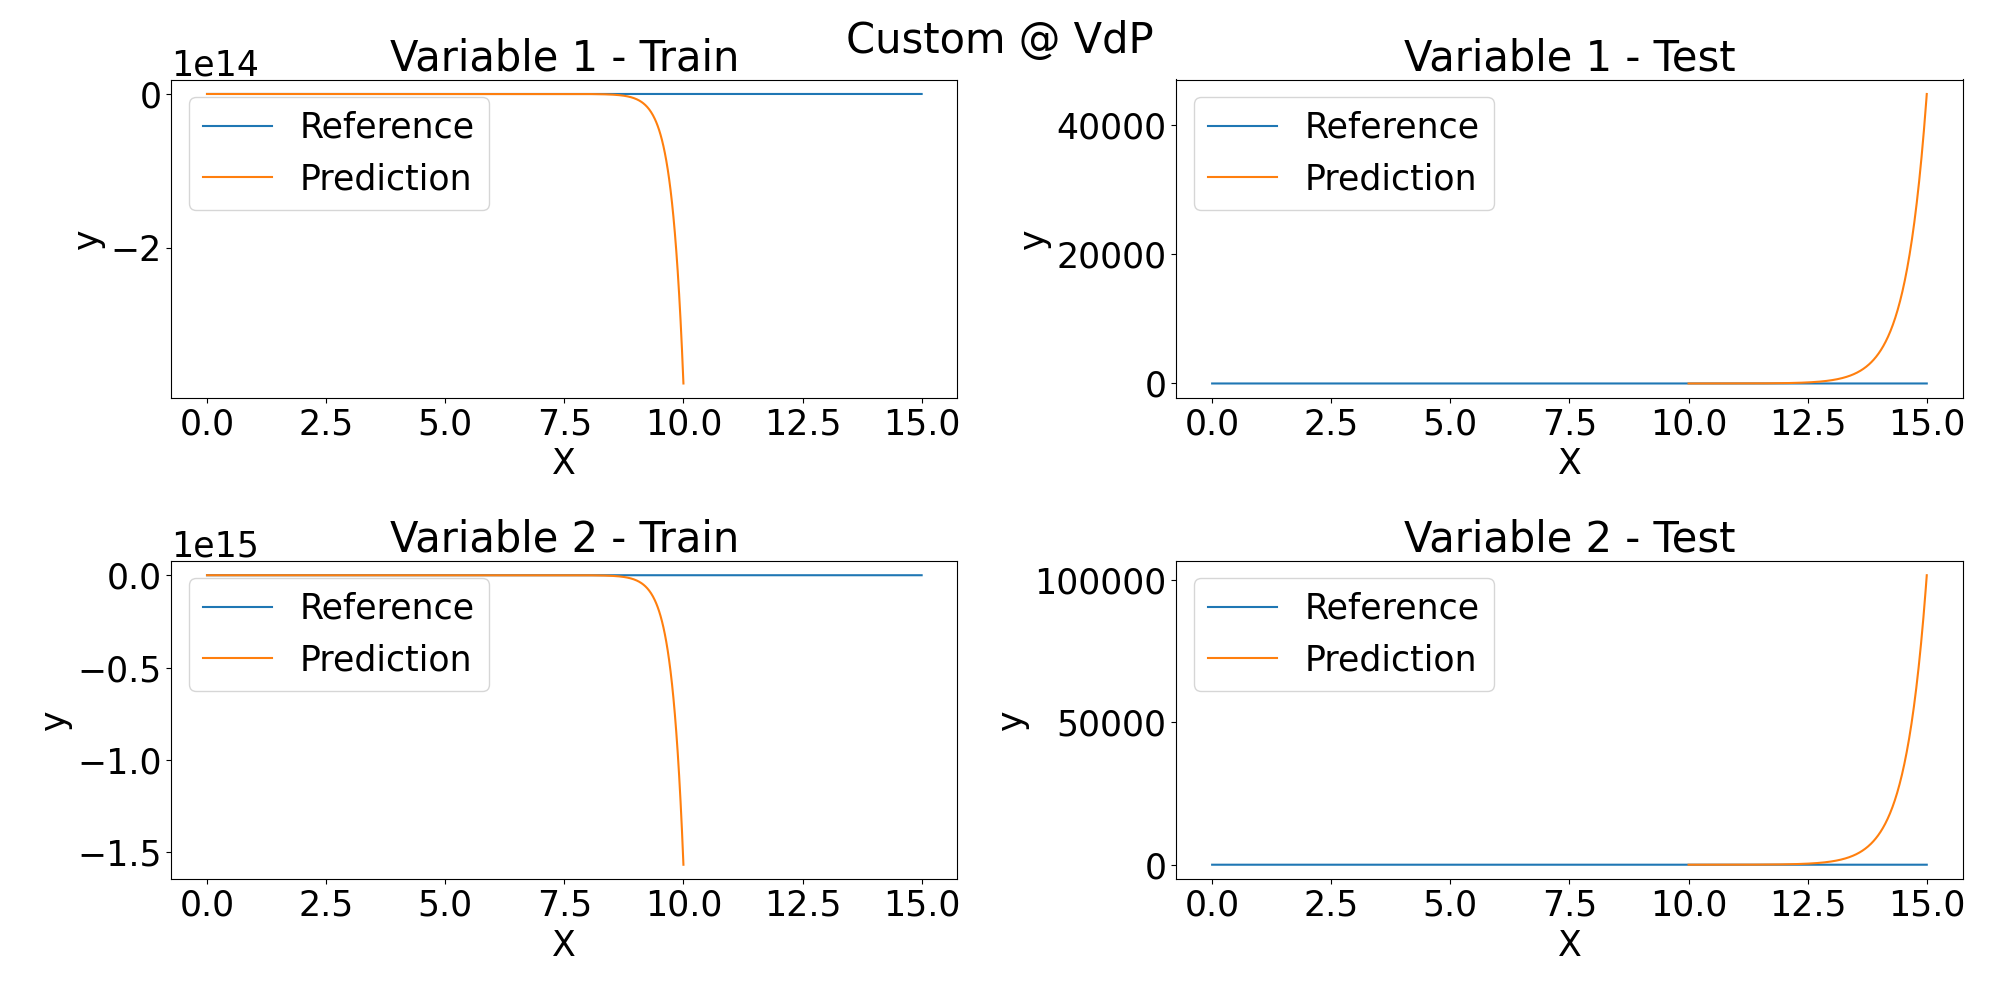 Custom @ VdP
Variable 1 - Train
1e14
0
−2
y
Reference
Prediction
0.0 2.5 5.0 7.5 10.0 12.5 15.0
X
Variable 1 - Test
40000
20000
0
y
Reference
Prediction
0.0 2.5 5.0 7.5 10.0 12.5 15.0
X
Variable 2 - Train
1e15
0.0
−0.5
−1.0
−1.5
y
Reference
Prediction
0.0 2.5 5.0 7.5 10.0 12.5 15.0
X
Variable 2 - Test
100000
50000
0
y
Reference
Prediction
0.0 2.5 5.0 7.5 10.0 12.5 15.0
X